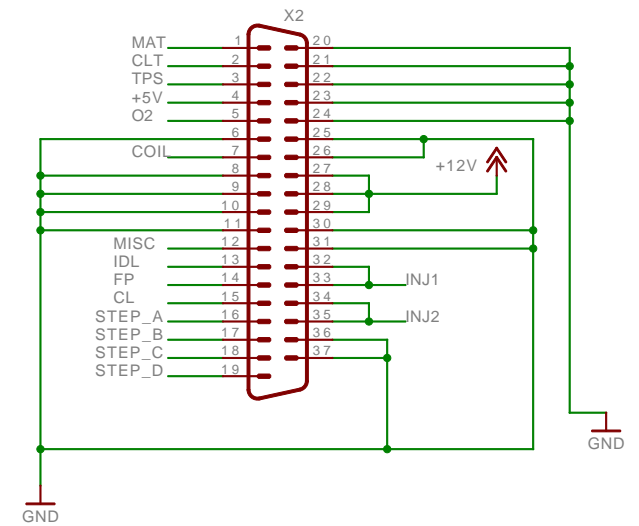 X2
MAT 1 20
CLT 2 21
TPS 3 22
+5V 4 23
O2 5 24
6 25
COIL 7 26
8 27
+12V
9 28
10 29
11 30
MISC 12 31
IDL 13 32
FP 14 33 INJ1
CL 15 34
STEP_A 16 35 INJ2
STEP_B 17 36
STEP_C 18 37
STEP_D 19
GND
GND